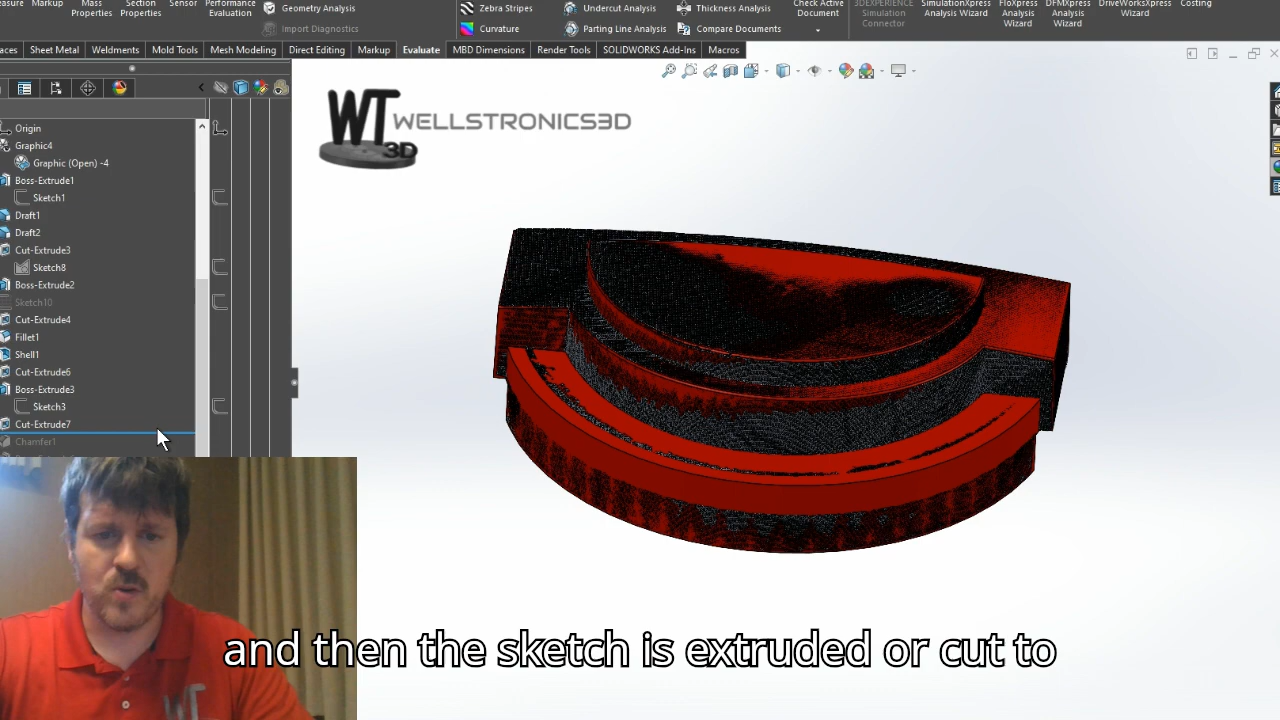 Markup
Mass Properties
Section Properties
Sensor
Performance Evaluation
Geometry Analysis
Import Diagnostics
Zebra Stripes
Curvature
Undercut Analysis
Parting Line Analysis
Thickness Analysis
Compare Documents
Check Active Document
3DEXPERIENCE Simulation Connector
SimulationXpress Analysis Wizard
FloXpress Analysis Wizard
DFMXpress Analysis Wizard
DriveWorksXpress Wizard
Costing
Sheet Metal
Weldments
Mold Tools
Mesh Modeling
Direct Editing
Markup
Evaluate
MBD Dimensions
Render Tools
SOLIDWORKS Add-Ins
Macros
WT 3D WELLSTRONICS3D
Origin
Graphic4
Graphic (Open) -4
Boss-Extrude1
Sketch1
Draft1
Draft2
Cut-Extrude3
Sketch8
Boss-Extrude2
Sketch10
Cut-Extrude4
Fillet1
Shell1
Cut-Extrude6
Boss-Extrude3
Sketch3
Cut-Extrude7
Chamfer1
and then the sketch is extruded or cut to
WT